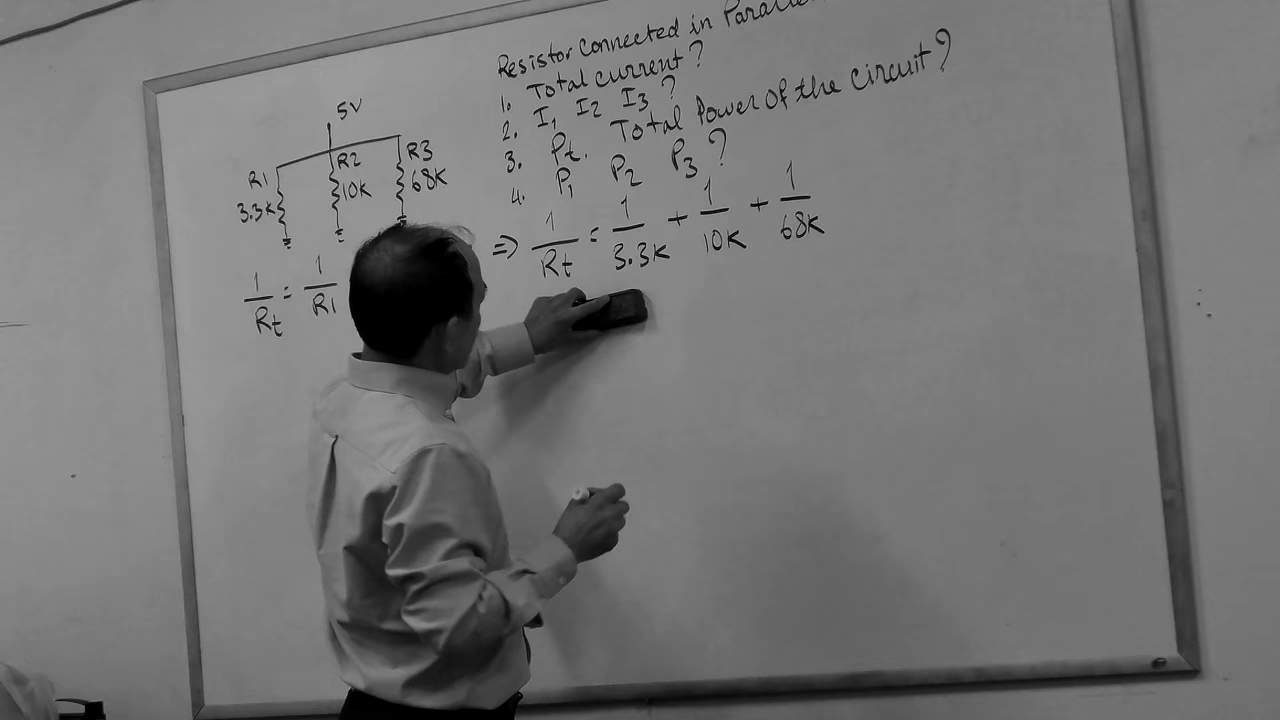 Resistor Connected in
1. Total current?
2. I1 I2 I3 ?
3. Pt. Total Power of the circuit?
4. P1 P2 P3 ?
5V
R1 3.3K
R2 10K
R3 68K
1/Rt = 1/R1
=> 1/Rt = 1/3.3K + 1/10K + 1/68K